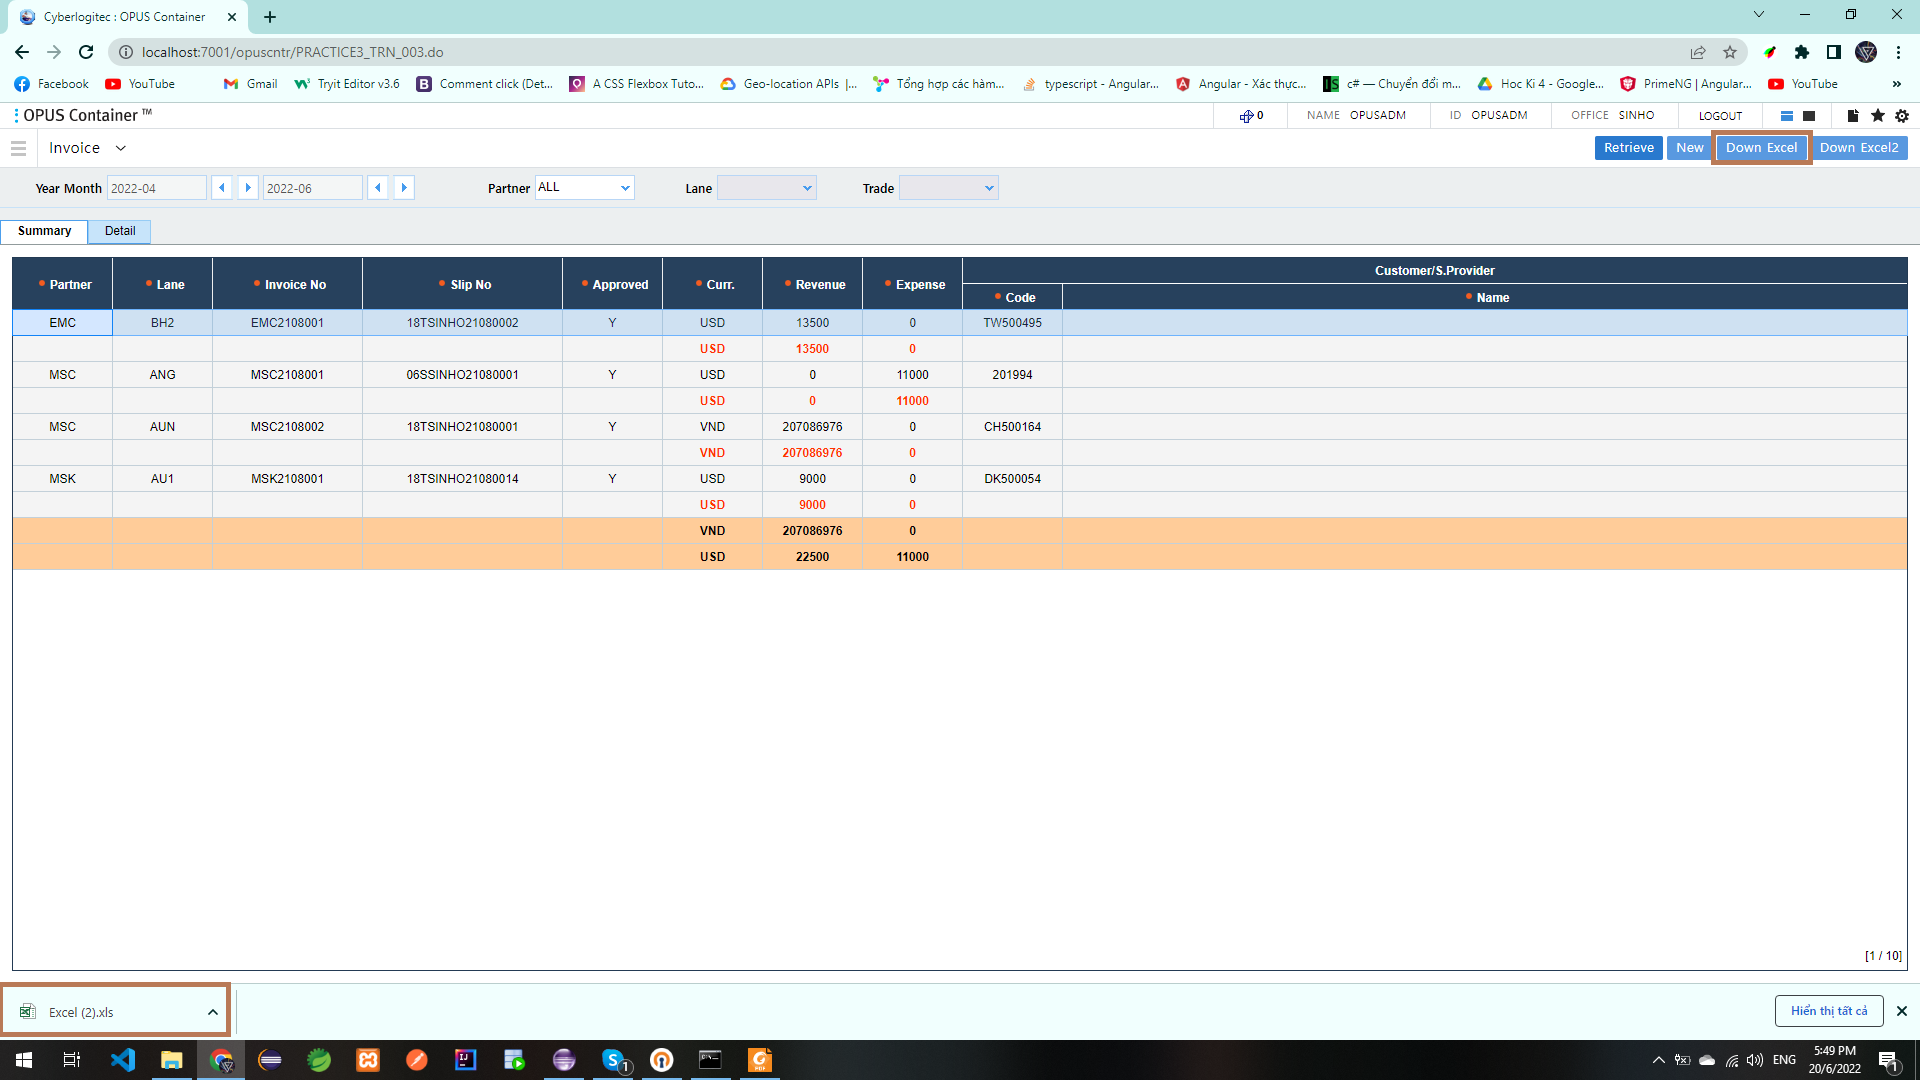 Cyberlogitec : OPUS Container
localhost:7001/opuscntr/PRACTICE3_TRN_003.do
Facebook YouTube Gmail Tryit Editor v3.6 Comment click (Det... A CSS Flexbox Tuto... Geo-location APIs |... Tổng hợp các hàm... typescript - Angular... Angular - Xác thực... c# — Chuyển đổi m... Hoc Ki 4 - Google... PrimeNG | Angular... YouTube »
OPUS Container ™ 0 NAME OPUSADM ID OPUSADM OFFICE SINHO LOGOUT
Invoice Retrieve New Down Excel Down Excel2
Year Month 2022-04 2022-06 Partner ALL Lane Trade
Summary Detail
Partner Lane Invoice No Slip No Approved Curr. Revenue Expense Customer/S.Provider
Code Name
EMC BH2 EMC2108001 18TSINHO21080002 Y USD 13500 0 TW500495
USD 13500 0
MSC ANG MSC2108001 06SSINHO21080001 Y USD 0 11000 201994
USD 0 11000
MSC AUN MSC2108002 18TSINHO21080001 Y VND 207086976 0 CH500164
VND 207086976 0
MSK AU1 MSK2108001 18TSINHO21080014 Y USD 9000 0 DK500054
USD 9000 0
VND 207086976 0
USD 22500 11000
[1 / 10]
Excel (2).xls Hiển thị tất cả
ENG 5:49 PM
20/6/2022
1
1